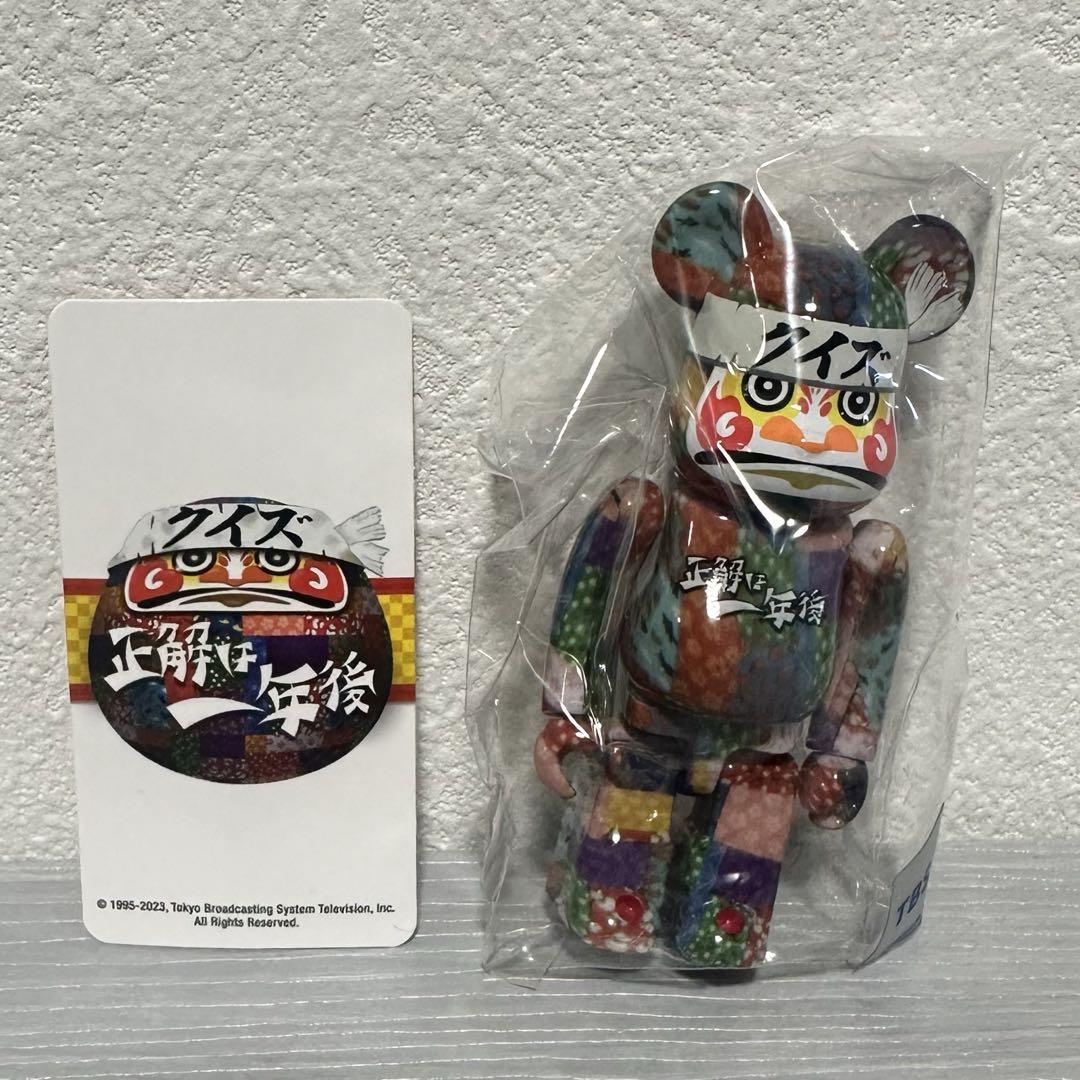 クイズ
正解は
一年後
© 1995-2023, Tokyo Broadcasting System Television, Inc.
All Rights Reserved.
クイズ
正解は
一年後
TBS